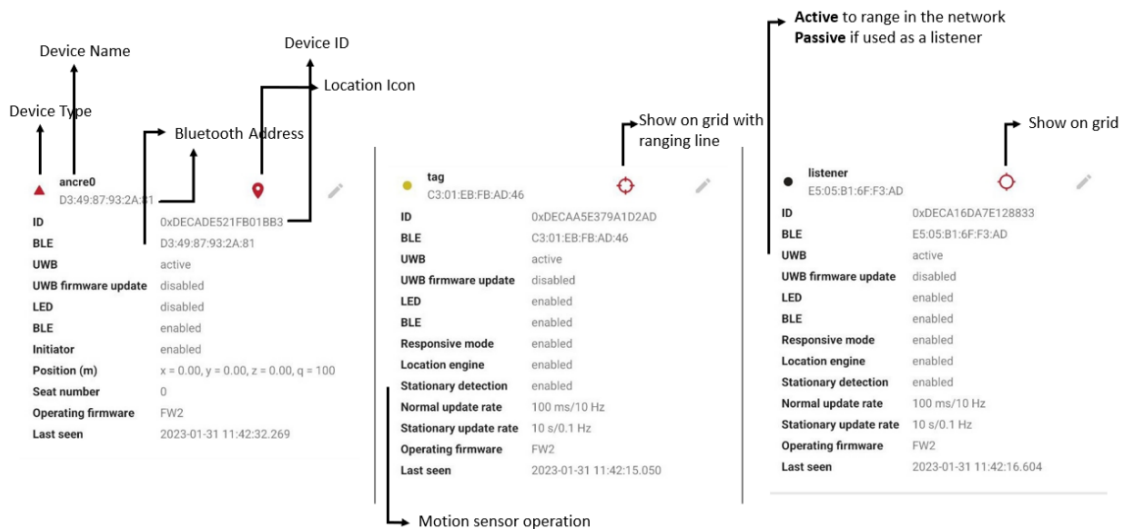 Active to range in the network
Passive if used as a listener
Device Name
Device ID
Location Icon
Device Type
Bluetooth Address
Show on grid with
ranging line
Show on grid
ancre0
D3:49:87:93:2A:81
ID 0xDECADE521FB01BB3
BLE D3:49:87:93:2A:81
UWB active
UWB firmware update disabled
LED disabled
BLE enabled
Initiator enabled
Position (m) x = 0.00, y = 0.00, z = 0.00, q = 100
Seat number 0
Operating firmware FW2
Last seen 2023-01-31 11:42:32.269
tag
C3:01:EB:FB:AD:46
ID 0xDECAA5E379A1D2AD
BLE C3:01:EB:FB:AD:46
UWB active
UWB firmware update disabled
LED enabled
BLE enabled
Responsive mode enabled
Location engine enabled
Stationary detection enabled
Normal update rate 100 ms/10 Hz
Stationary update rate 10 s/0.1 Hz
Operating firmware FW2
Last seen 2023-01-31 11:42:15.050
Motion sensor operation
listener
E5:05:B1:6F:F3:AD
ID 0xDECA16DA7E128833
BLE E5:05:B1:6F:F3:AD
UWB active
UWB firmware update disabled
LED enabled
BLE enabled
Responsive mode enabled
Location engine enabled
Stationary detection enabled
Normal update rate 100 ms/10 Hz
Stationary update rate 10 s/0.1 Hz
Operating firmware FW2
Last seen 2023-01-31 11:42:16.604